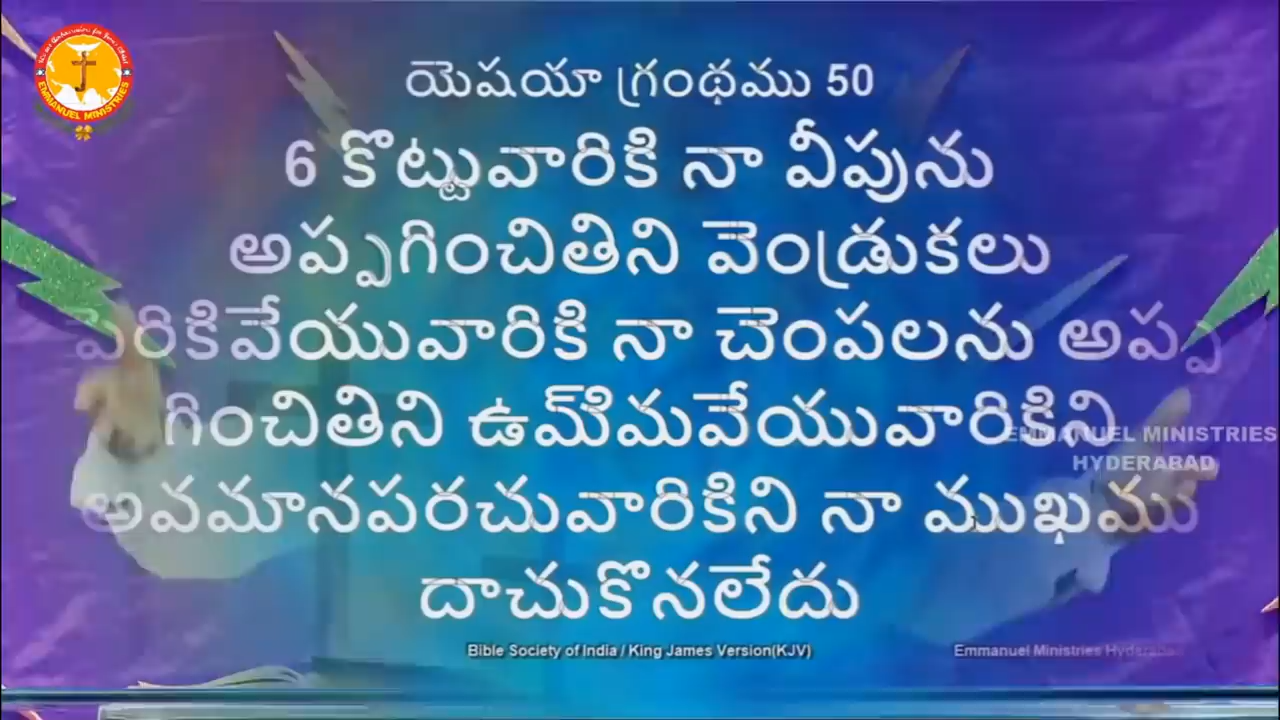 యెషయా గ్రంథము 50
6 కొట్టువారికి నా వీపును
అప్పగించితిని వెండ్రుకలు
పెరికివేయువారికి నా చెంపలను అప్ప
గించితిని ఉమ్మివేయువారికిని
అవమానపరచువారికిని నా ముఖము
దాచుకొనలేదు
Bible Society of India / King James Version(KJV)
Emmanuel Ministries Hyderabad
EMMANUEL MINISTRIES
HYDERABAD
EMMANUEL MINISTRIES